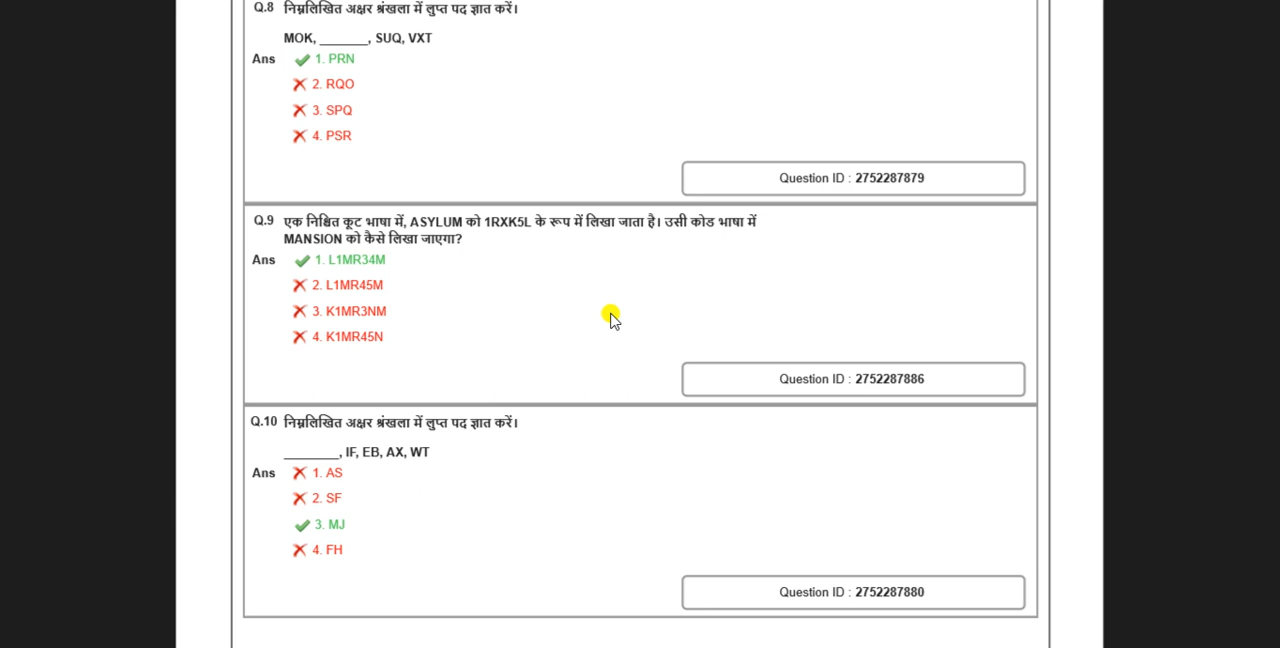 Q.8 निम्नलिखित अक्षर श्रंखला में लुप्त पद ज्ञात करें।
MOK, _______, SUQ, VXT
Ans 1. PRN
2. RQO
3. SPQ
4. PSR
Question ID : 2752287879
Q.9 एक निश्चित कूट भाषा में, ASYLUM को 1RXK5L के रूप में लिखा जाता है। उसी कोड भाषा में
MANSION को कैसे लिखा जाएगा?
Ans 1. L1MR34M
2. L1MR45M
3. K1MR3NM
4. K1MR45N
Question ID : 2752287886
Q.10 निम्नलिखित अक्षर श्रंखला में लुप्त पद ज्ञात करें।
________, IF, EB, AX, WT
Ans 1. AS
2. SF
3. MJ
4. FH
Question ID : 2752287880